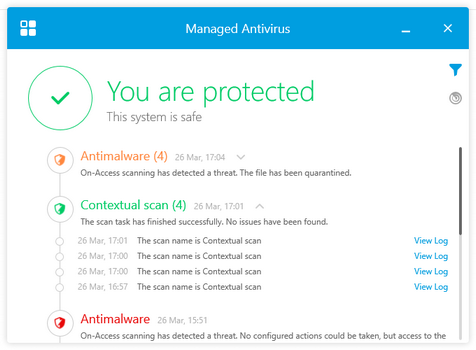 Managed Antivirus
You are protected
This system is safe
Antimalware (4) 26 Mar, 17:04
On-Access scanning has detected a threat. The file has been quarantined.
Contextual scan (4) 26 Mar, 17:01
The scan task has finished successfully. No issues have been found.
26 Mar, 17:01 The scan name is Contextual scan View Log
26 Mar, 17:00 The scan name is Contextual scan View Log
26 Mar, 17:00 The scan name is Contextual scan View Log
26 Mar, 16:57 The scan name is Contextual scan View Log
Antimalware 26 Mar, 15:51
On-Access scanning has detected a threat. No configured actions could be taken, but access to the